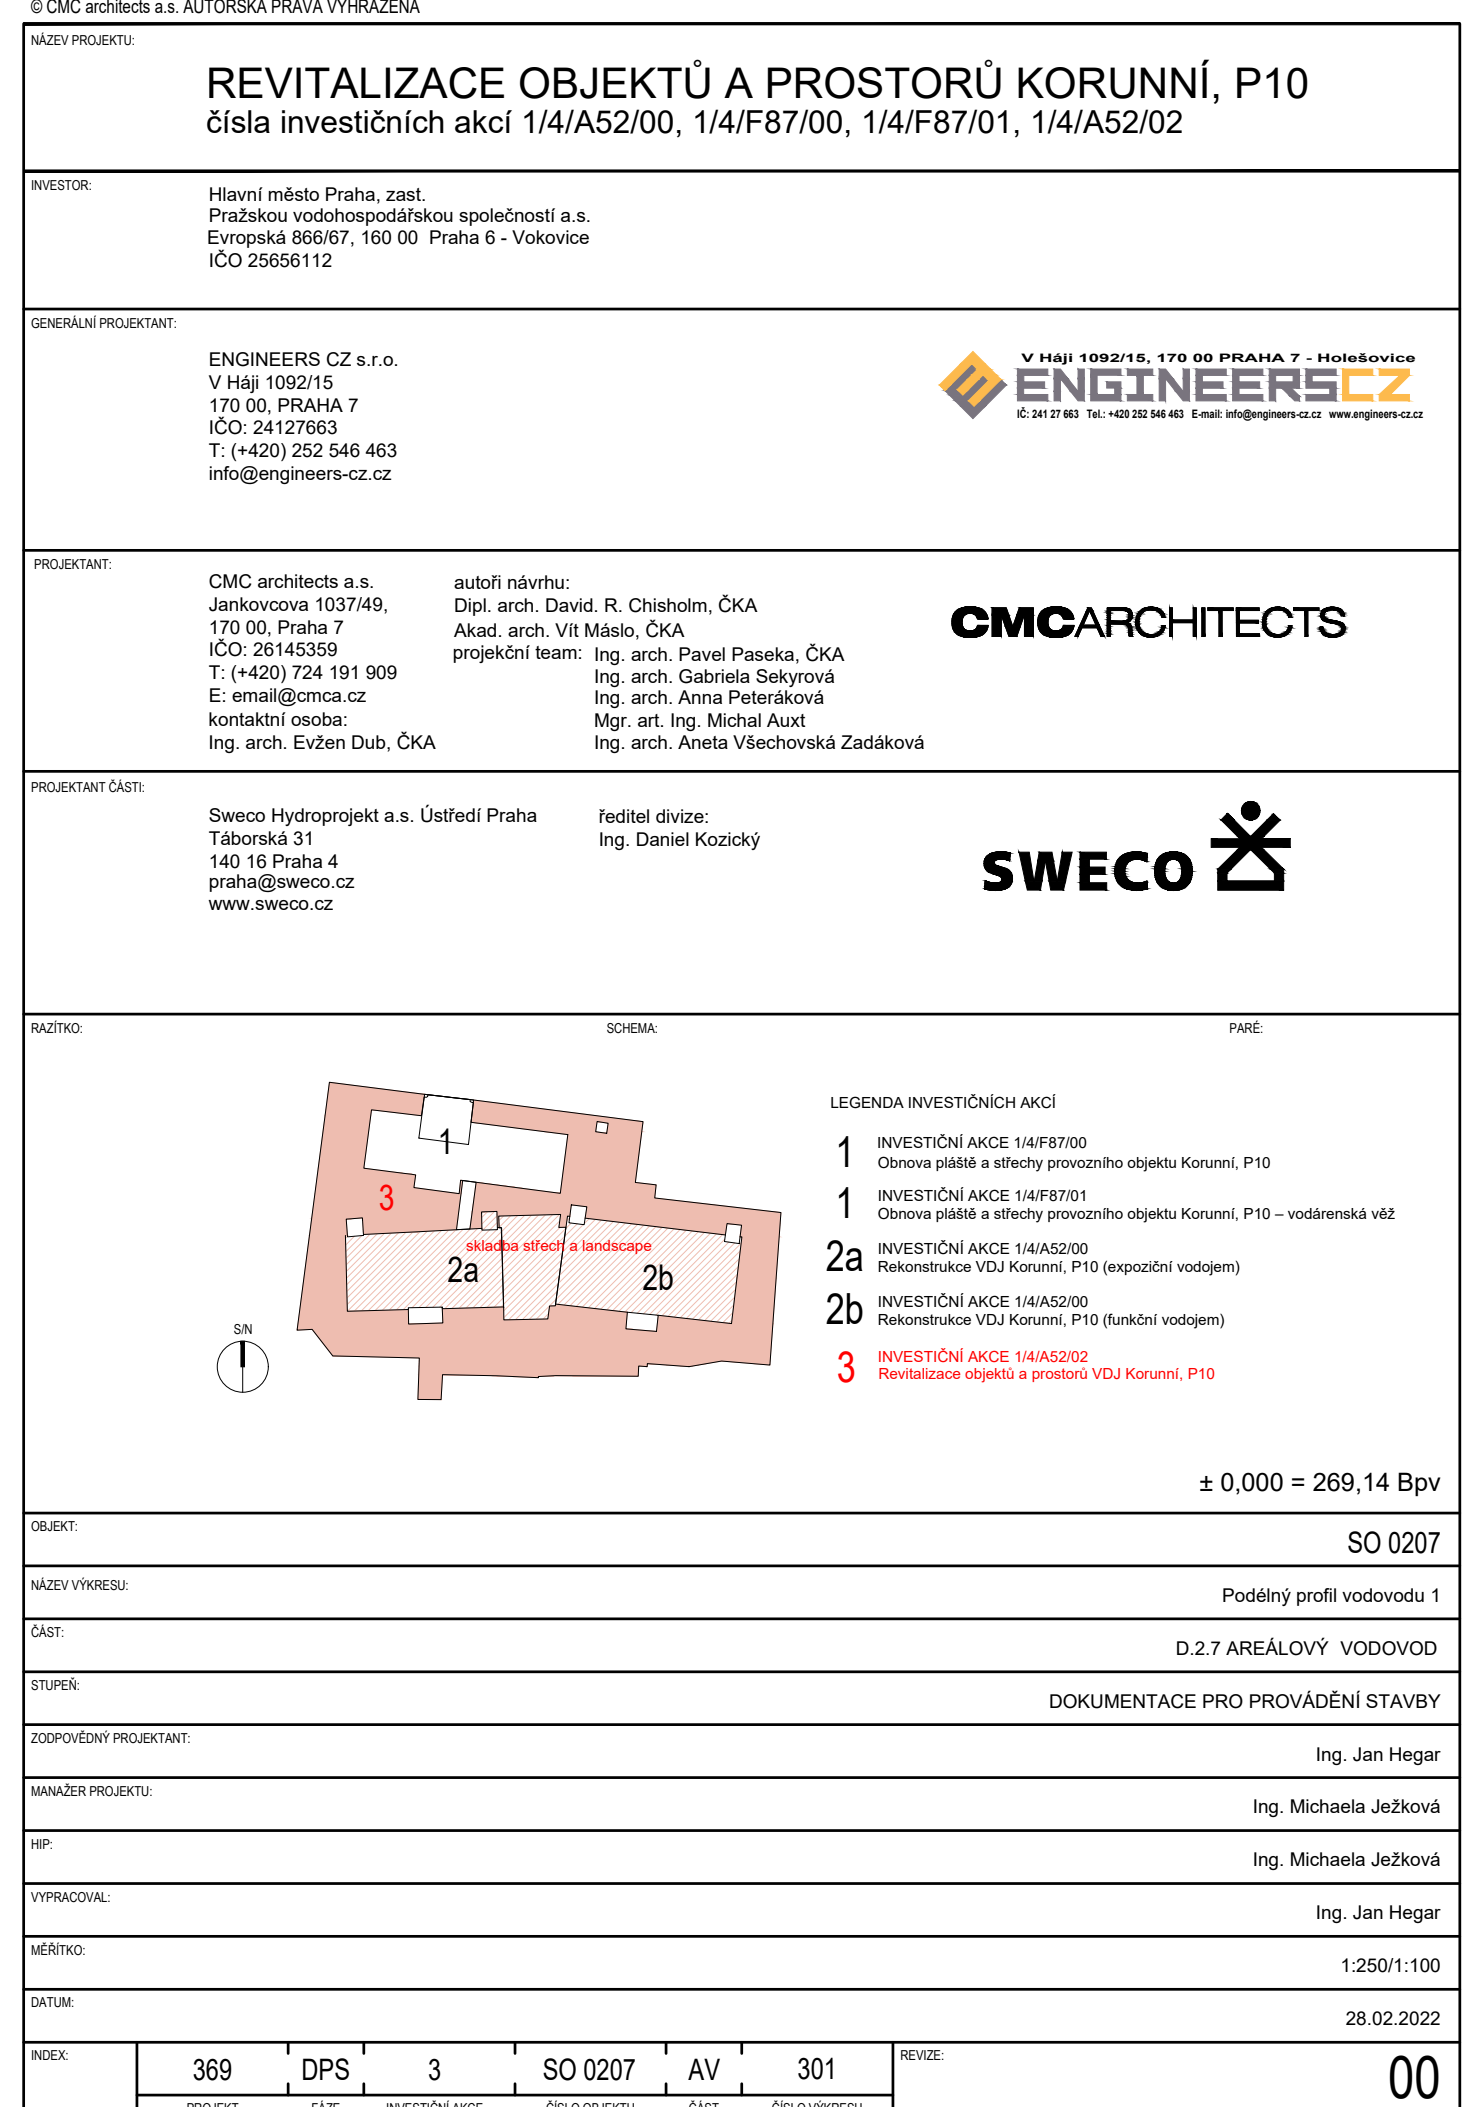 © CMC architects a.s. AUTORSKÁ PRÁVA VYHRAZENA
NÁZEV PROJEKTU:
REVITALIZACE OBJEKTŮ A PROSTORŮ KORUNNÍ, P10
čísla investičních akcí 1/4/A52/00, 1/4/F87/00, 1/4/F87/01, 1/4/A52/02
INVESTOR:
Hlavní město Praha, zast.
Pražskou vodohospodářskou společností a.s.
Evropská 866/67, 160 00 Praha 6 - Vokovice
IČO 25656112
GENERÁLNÍ PROJEKTANT:
ENGINEERS CZ s.r.o.
V Háji 1092/15
170 00, PRAHA 7
IČO: 24127663
T: (+420) 252 546 463
info@engineers-cz.cz
V Háji 1092/15, 170 00 PRAHA 7 - Holešovice
ENGINEERSCZ
IČ: 241 27 663 Tel.: +420 252 546 463 E-mail: info@engineers-cz.cz www.engineers-cz.cz
PROJEKTANT:
CMC architects a.s.
Jankovcova 1037/49,
170 00, Praha 7
IČO: 26145359
T: (+420) 724 191 909
E: email@cmca.cz
kontaktní osoba:
Ing. arch. Evžen Dub, ČKA
autoři návrhu:
Dipl. arch. David. R. Chisholm, ČKA
Akad. arch. Vít Máslo, ČKA
projekční team: Ing. arch. Pavel Paseka, ČKA
Ing. arch. Gabriela Sekyrová
Ing. arch. Anna Peteráková
Mgr. art. Ing. Michal Auxt
Ing. arch. Aneta Všechovská Zadáková
CMCARCHITECTS
PROJEKTANT ČÁSTI:
Sweco Hydroprojekt a.s. Ústředí Praha
Táborská 31
140 16 Praha 4
praha@sweco.cz
www.sweco.cz
ředitel divize:
Ing. Daniel Kozický
SWECO
RAZÍTKO:
SCHEMA:
PARÉ:
1
3
skladba střech a landscape
2a
2b
S/N
LEGENDA INVESTIČNÍCH AKCÍ
1 INVESTIČNÍ AKCE 1/4/F87/00
Obnova pláště a střechy provozního objektu Korunní, P10
1 INVESTIČNÍ AKCE 1/4/F87/01
Obnova pláště a střechy provozního objektu Korunní, P10 – vodárenská věž
2a INVESTIČNÍ AKCE 1/4/A52/00
Rekonstrukce VDJ Korunní, P10 (expoziční vodojem)
2b INVESTIČNÍ AKCE 1/4/A52/00
Rekonstrukce VDJ Korunní, P10 (funkční vodojem)
3 INVESTIČNÍ AKCE 1/4/A52/02
Revitalizace objektů a prostorů VDJ Korunní, P10
± 0,000 = 269,14 Bpv
OBJEKT:
SO 0207
NÁZEV VÝKRESU:
Podélný profil vodovodu 1
ČÁST:
D.2.7 AREÁLOVÝ VODOVOD
STUPEŇ:
DOKUMENTACE PRO PROVÁDĚNÍ STAVBY
ZODPOVĚDNÝ PROJEKTANT:
Ing. Jan Hegar
MANAŽER PROJEKTU:
Ing. Michaela Ježková
HIP:
Ing. Michaela Ježková
VYPRACOVAL:
Ing. Jan Hegar
MĚŘÍTKO:
1:250/1:100
DATUM:
28.02.2022
INDEX:
369 DPS 3 SO 0207 AV 301
REVIZE:
00
PROJEKT FÁZE INVESTIČNÍ AKCE ČÍSLO OBJEKTU ČÁST ČÍSLO VÝKRESU